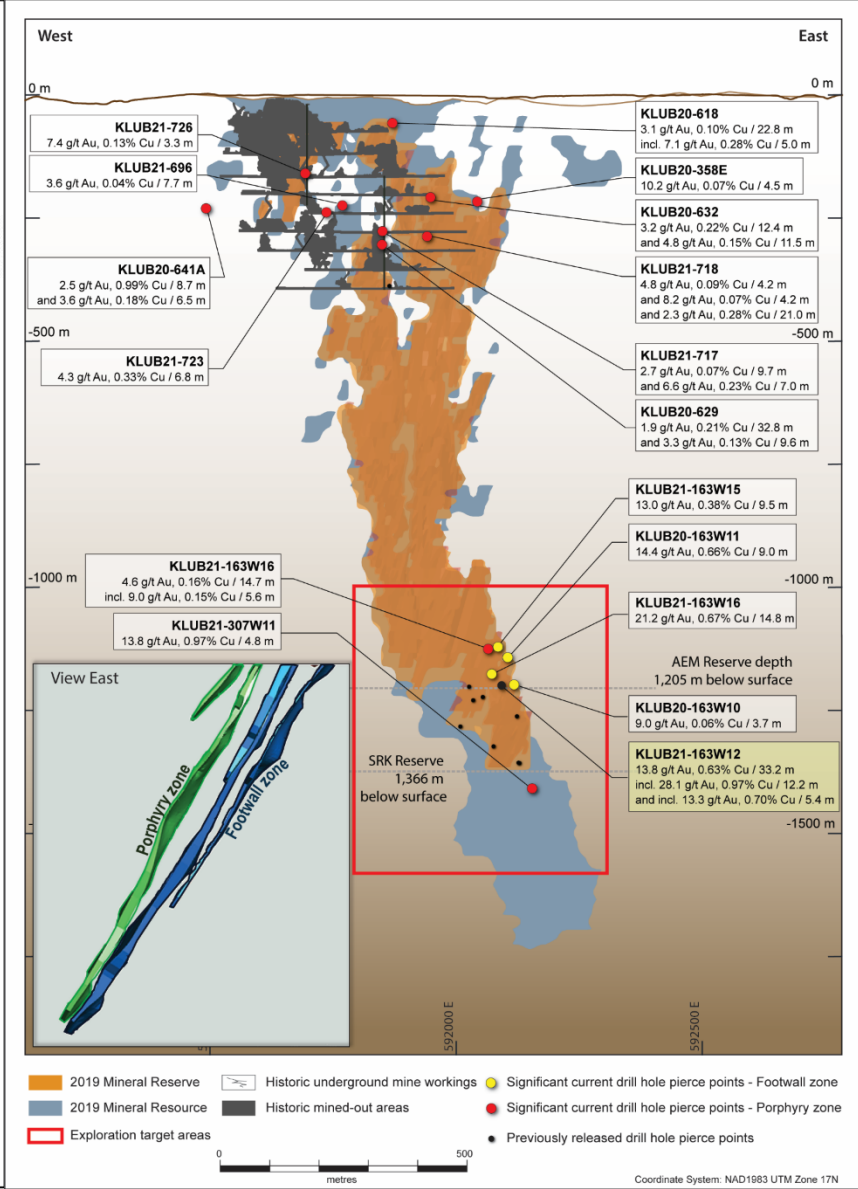 West
East
0 m
0 m
KLUB21-726
7.4 g/t Au, 0.13% Cu / 3.3 m
KLUB21-696
3.6 g/t Au, 0.04% Cu / 7.7 m
KLUB20-641A
2.5 g/t Au, 0.99% Cu / 8.7 m
and 3.6 g/t Au, 0.18% Cu / 6.5 m
KLUB21-723
4.3 g/t Au, 0.33% Cu / 6.8 m
KLUB20-618
3.1 g/t Au, 0.10% Cu / 22.8 m
incl. 7.1 g/t Au, 0.28% Cu / 5.0 m
KLUB20-358E
10.2 g/t Au, 0.07% Cu / 4.5 m
KLUB20-632
3.2 g/t Au, 0.22% Cu / 12.4 m
and 4.8 g/t Au, 0.15% Cu / 11.5 m
KLUB21-718
4.8 g/t Au, 0.09% Cu / 4.2 m
and 8.2 g/t Au, 0.07% Cu / 4.2 m
and 2.3 g/t Au, 0.28% Cu / 21.0 m
-500 m
-500 m
KLUB21-717
2.7 g/t Au, 0.07% Cu / 9.7 m
and 6.6 g/t Au, 0.23% Cu / 7.0 m
KLUB20-629
1.9 g/t Au, 0.21% Cu / 32.8 m
and 3.3 g/t Au, 0.13% Cu / 9.6 m
KLUB21-163W15
13.0 g/t Au, 0.38% Cu / 9.5 m
KLUB20-163W11
14.4 g/t Au, 0.66% Cu / 9.0 m
-1000 m
-1000 m
KLUB21-163W16
4.6 g/t Au, 0.16% Cu / 14.7 m
incl. 9.0 g/t Au, 0.15% Cu / 5.6 m
KLUB21-307W11
13.8 g/t Au, 0.97% Cu / 4.8 m
KLUB21-163W16
21.2 g/t Au, 0.67% Cu / 14.8 m
AEM Reserve depth
1,205 m below surface
KLUB20-163W10
9.0 g/t Au, 0.06% Cu / 3.7 m
KLUB21-163W12
13.8 g/t Au, 0.63% Cu / 33.2 m
incl. 28.1 g/t Au, 0.97% Cu / 12.2 m
and incl. 13.3 g/t Au, 0.70% Cu / 5.4 m
SRK Reserve
1,366 m
below surface
-1500 m
View East
Porphyry zone
Footwall zone
592000 E
592500 E
2019 Mineral Reserve
Historic underground mine workings
Significant current drill hole pierce points - Footwall zone
2019 Mineral Resource
Historic mined-out areas
Significant current drill hole pierce points - Porphyry zone
Exploration target areas
Previously released drill hole pierce points
0
500
metres
Coordinate System: NAD1983 UTM Zone 17N